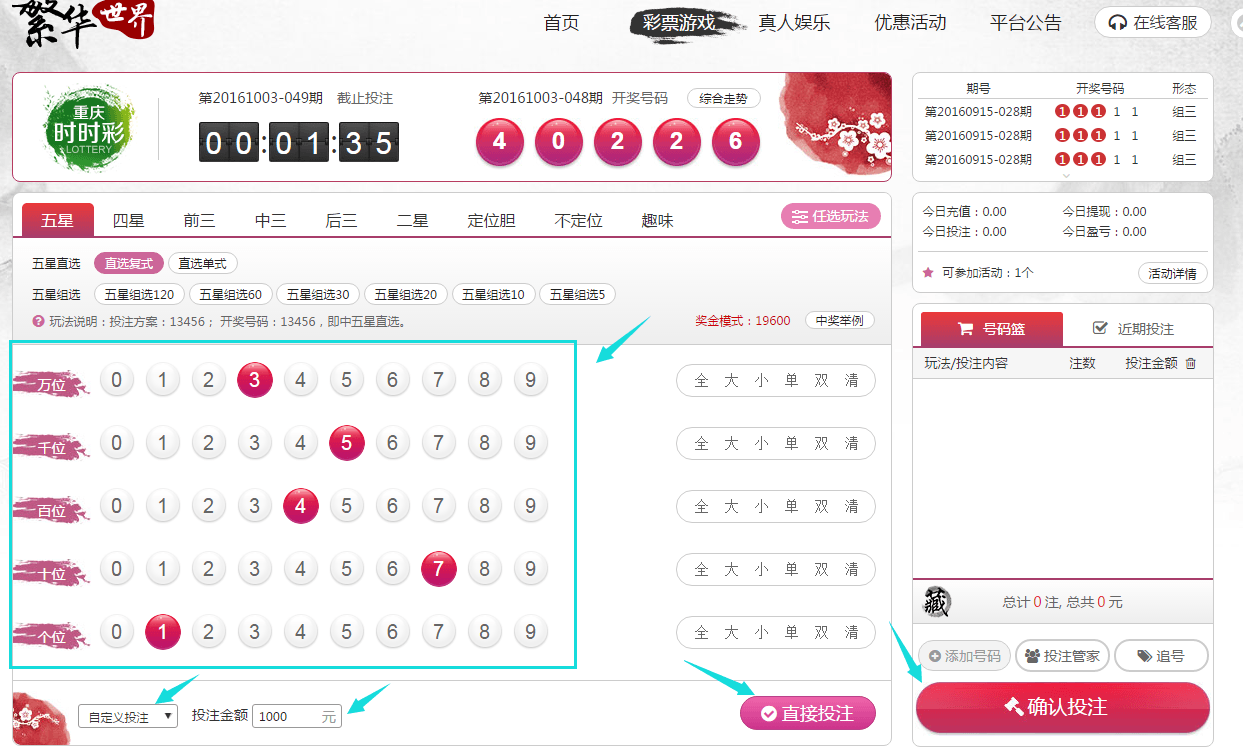 繁华世界
首页 彩票游戏 真人娱乐 优惠活动 平台公告 在线客服
重庆
时时彩
LOTTERY
第20161003-049期 截止投注
00:01:35
第20161003-048期 开奖号码 综合走势
4 0 2 2 6
期号 开奖号码 形态
第20160915-028期 1 1 1 1 1 组三
第20160915-028期 1 1 1 1 1 组三
第20160915-028期 1 1 1 1 1 组三
五星 四星 前三 中三 后三 二星 定位胆 不定位 趣味 任选玩法
五星直选 直选复式 直选单式
五星组选 五星组选120 五星组选60 五星组选30 五星组选20 五星组选10 五星组选5
玩法说明：投注方案：13456； 开奖号码：13456，即中五星直选。 奖金模式：19600 中奖举例
万位 0 1 2 3 4 5 6 7 8 9 全 大 小 单 双 清
千位 0 1 2 3 4 5 6 7 8 9 全 大 小 单 双 清
百位 0 1 2 3 4 5 6 7 8 9 全 大 小 单 双 清
十位 0 1 2 3 4 5 6 7 8 9 全 大 小 单 双 清
个位 0 1 2 3 4 5 6 7 8 9 全 大 小 单 双 清
自定义投注 投注金额 1000 元 直接投注
今日充值：0.00 今日提现：0.00
今日投注：0.00 今日盈亏：0.00
可参加活动：1个 活动详情
号码篮 近期投注
玩法/投注内容 注数 投注金额
藏 总计 0 注, 总共 0 元
添加号码 投注管家 追号
确认投注